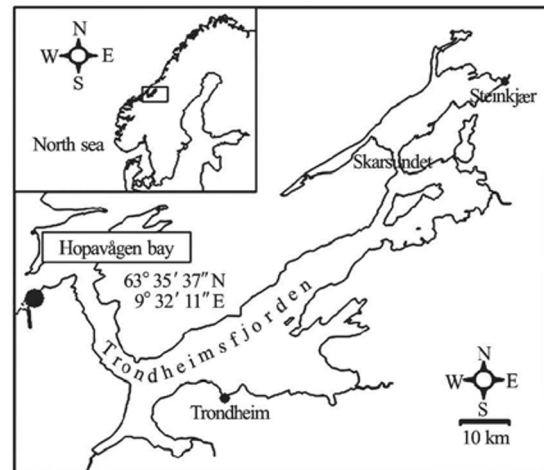 N
W E
S
North sea
Steinkjær
Skarsundet
Hopavågen bay
63° 35′ 37″ N
9° 32′ 11″ E
Trondheimsfjorden
Trondheim
N
W E
S
10 km